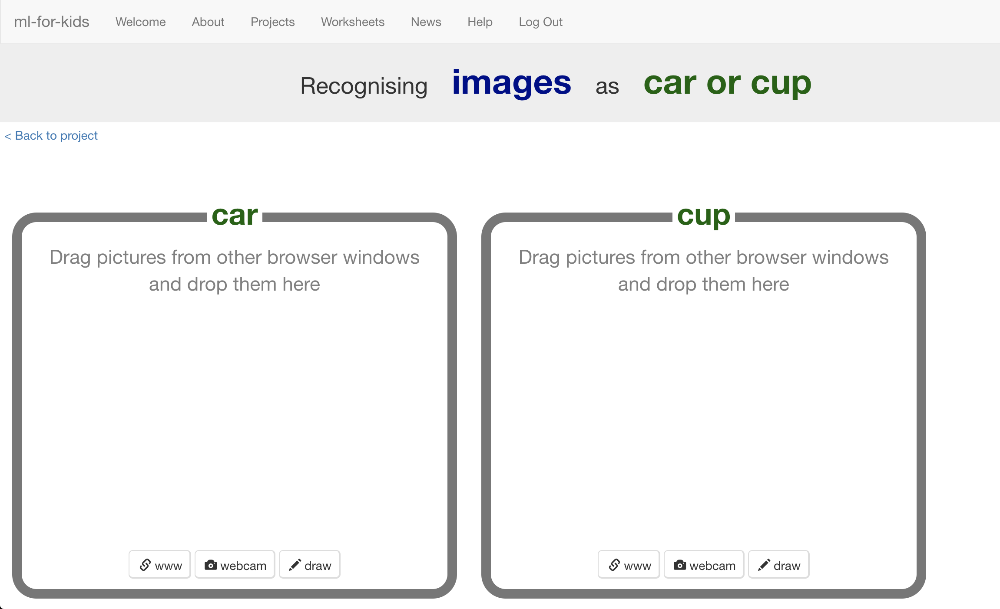 ml-for-kids Welcome About Projects Worksheets News Help Log Out
Recognising images as car or cup
< Back to project
car
Drag pictures from other browser windows
and drop them here
www webcam draw
cup
Drag pictures from other browser windows
and drop them here
www webcam draw